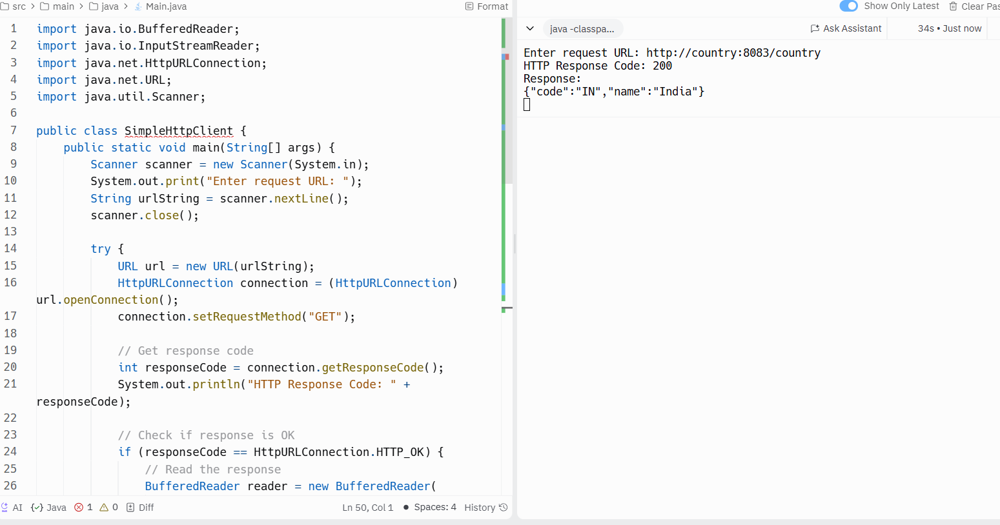 src > main > java > Main.java
Format
1 import java.io.BufferedReader;
2 import java.io.InputStreamReader;
3 import java.net.HttpURLConnection;
4 import java.net.URL;
5 import java.util.Scanner;
6
7 public class SimpleHttpClient {
8 public static void main(String[] args) {
9 Scanner scanner = new Scanner(System.in);
10 System.out.print("Enter request URL: ");
11 String urlString = scanner.nextLine();
12 scanner.close();
13
14 try {
15 URL url = new URL(urlString);
16 HttpURLConnection connection = (HttpURLConnection)
url.openConnection();
17 connection.setRequestMethod("GET");
18
19 // Get response code
20 int responseCode = connection.getResponseCode();
21 System.out.println("HTTP Response Code: " +
responseCode);
22
23 // Check if response is OK
24 if (responseCode == HttpURLConnection.HTTP_OK) {
25 // Read the response
26 BufferedReader reader = new BufferedReader(
AI {✓} Java 1 0 Diff
Ln 50, Col 1 • Spaces: 4 History
Show Only Latest Clear Pas
java -classpa... Ask Assistant 34s • Just now
Enter request URL: http://country:8083/country
HTTP Response Code: 200
Response:
{"code":"IN","name":"India"}